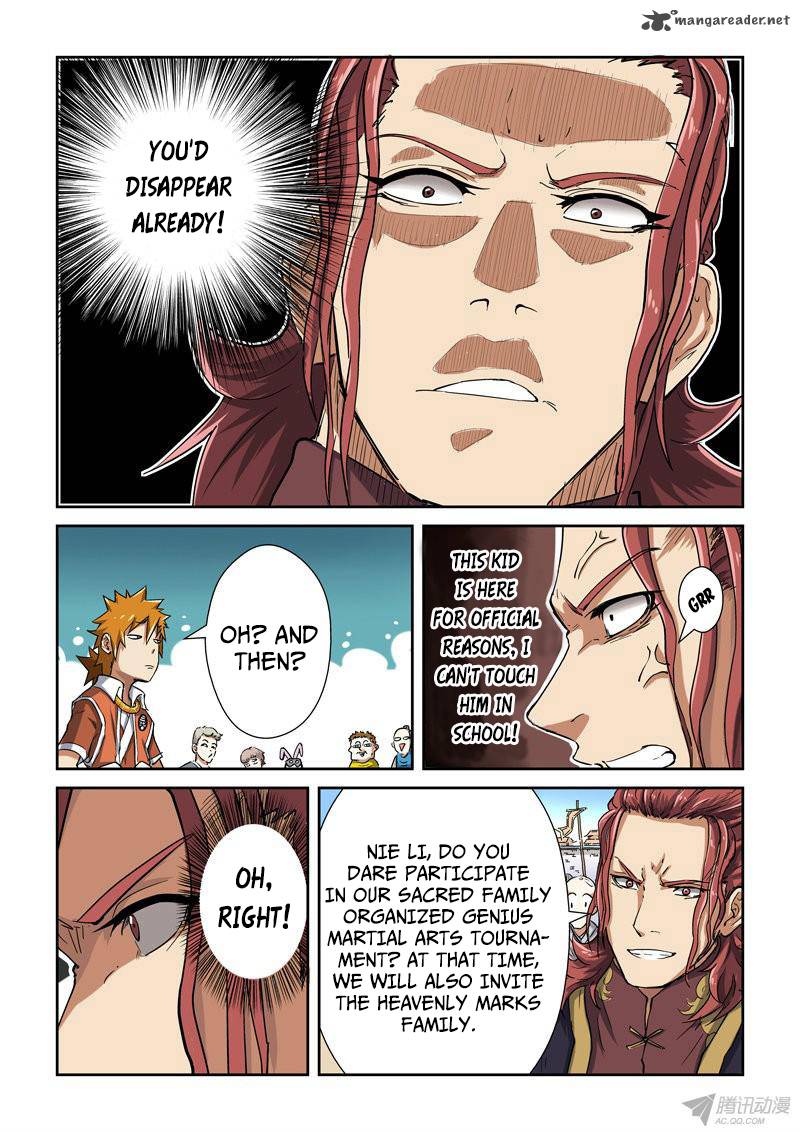 mangareader.net
YOU'D
DISAPPEAR
ALREADY!
OH? AND
THEN?
THIS KID
IS HERE
FOR OFFICIAL
REASONS, I
CAN'T TOUCH
HIM IN
SCHOOL!
GRR
OH,
RIGHT!
NIE LI, DO YOU
DARE PARTICIPATE
IN OUR SACRED FAMILY
ORGANIZED GENIUS
MARTIAL ARTS TOURNA-
MENT? AT THAT TIME,
WE WILL ALSO INVITE
THE HEAVENLY MARKS
FAMILY.
腾讯动漫
AC.QQ.COM